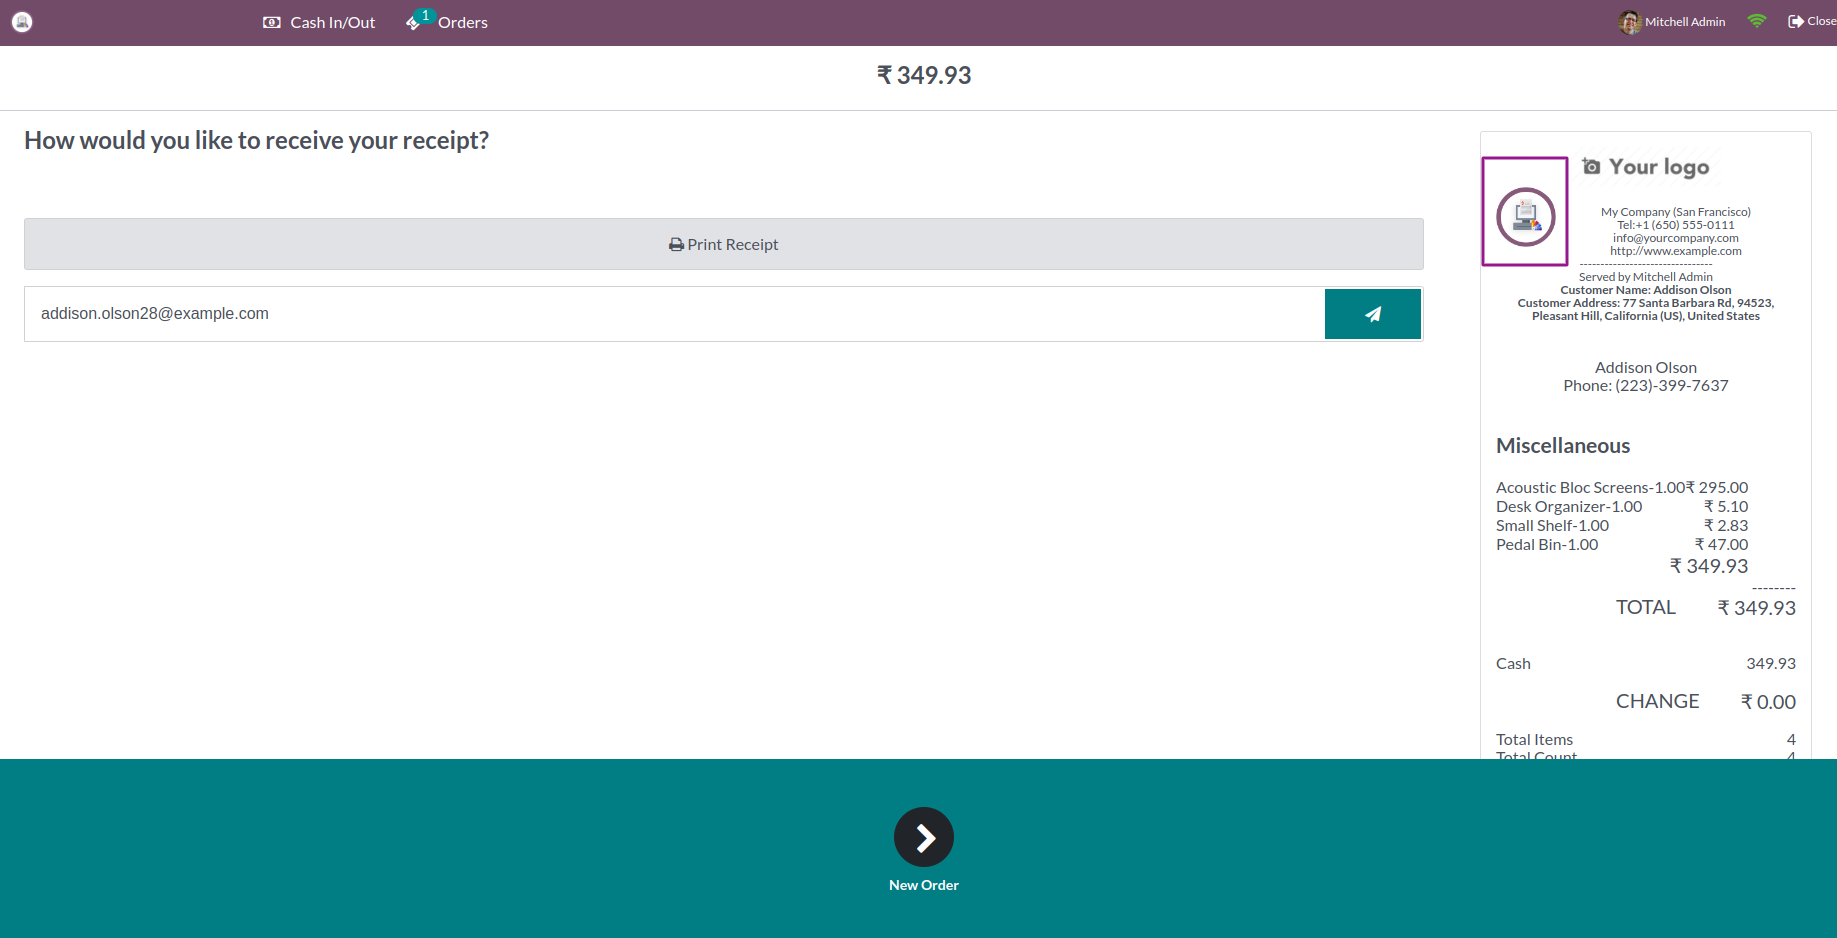 Cash In/Out
1
Orders
Mitchell Admin
Close
₹ 349.93
How would you like to receive your receipt?
Print Receipt
addison.olson28@example.com
Your logo
My Company (San Francisco)
Tel:+1 (650) 555-0111
info@yourcompany.com
http://www.example.com
--------------------------------
Served by Mitchell Admin
Customer Name: Addison Olson
Customer Address: 77 Santa Barbara Rd, 94523,
Pleasant Hill, California (US), United States
Addison Olson
Phone: (223)-399-7637
Miscellaneous
Acoustic Bloc Screens-1.00₹ 295.00
Desk Organizer-1.00 ₹ 5.10
Small Shelf-1.00 ₹ 2.83
Pedal Bin-1.00 ₹ 47.00
₹ 349.93
--------
TOTAL ₹ 349.93
Cash 349.93
CHANGE ₹ 0.00
Total Items 4
Total Count 4
New Order